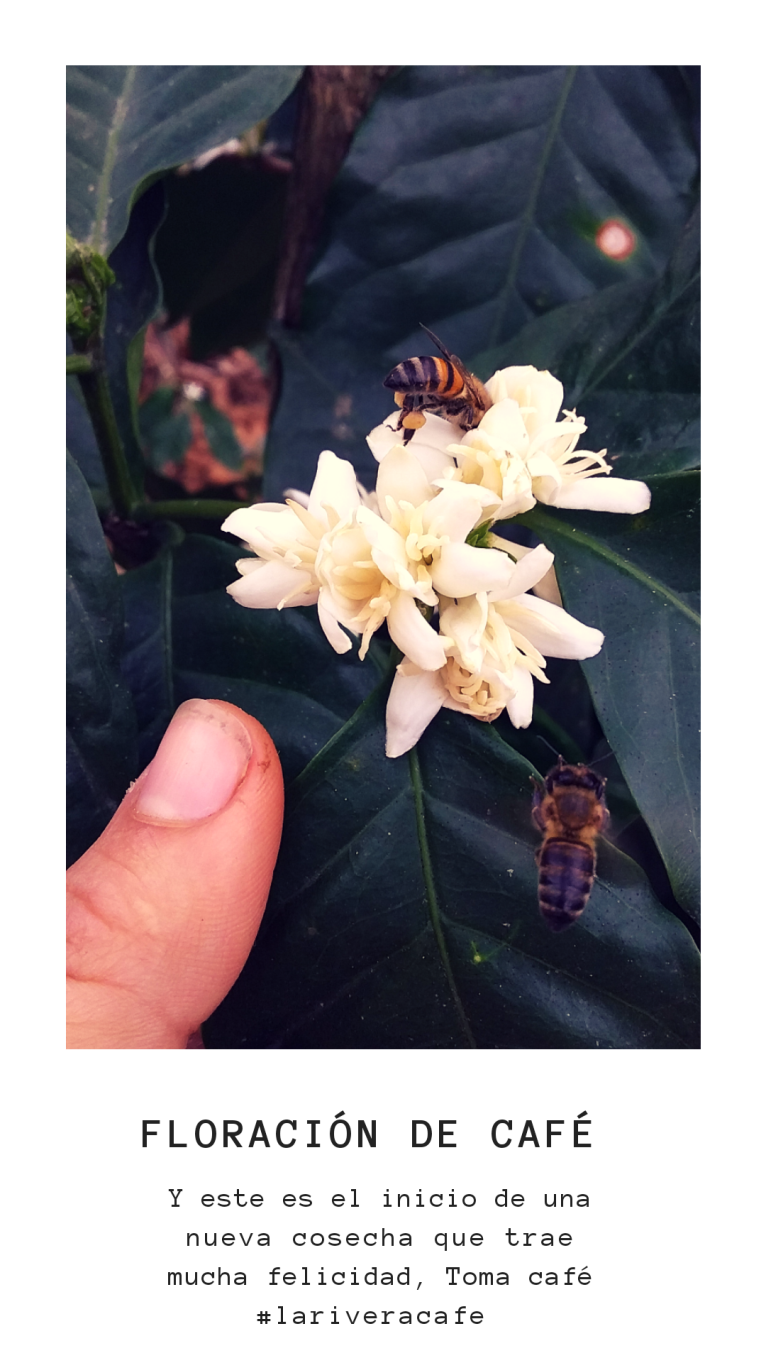 FLORACIÓN DE CAFÉ
Y este es el inicio de una
nueva cosecha que trae
mucha felicidad, Toma café
#lariveracafe